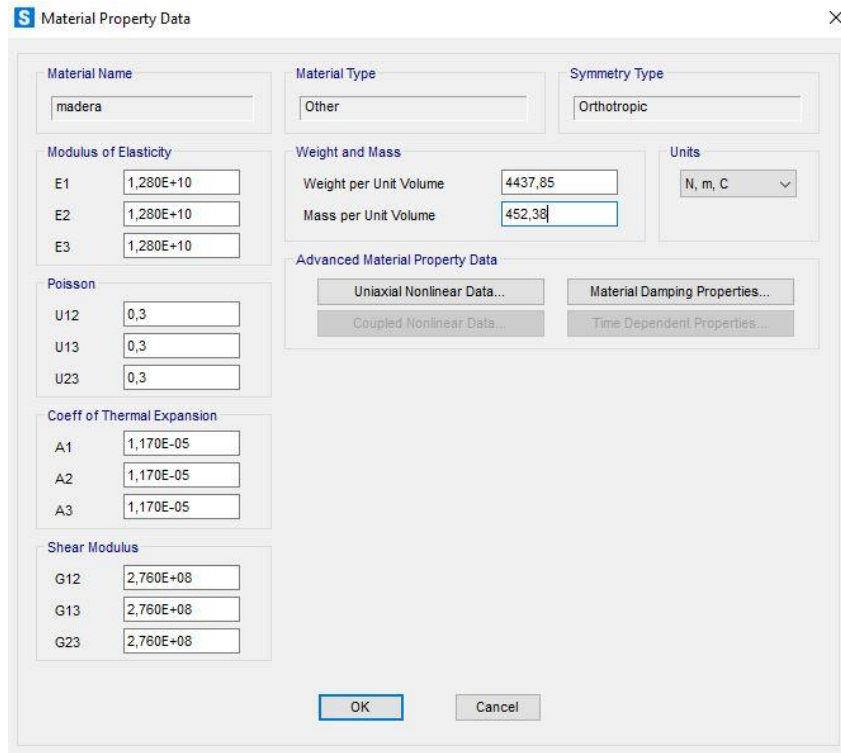 S Material Property Data
Material Name
madera
Material Type
Other
Symmetry Type
Orthotropic
Modulus of Elasticity
E1 1,280E+10
E2 1,280E+10
E3 1,280E+10
Weight and Mass
Weight per Unit Volume 4437,85
Mass per Unit Volume 452,38
Units
N, m, C
Advanced Material Property Data
Uniaxial Nonlinear Data... Material Damping Properties...
Coupled Nonlinear Data... Time Dependent Properties...
Poisson
U12 0,3
U13 0,3
U23 0,3
Coeff of Thermal Expansion
A1 1,170E-05
A2 1,170E-05
A3 1,170E-05
Shear Modulus
G12 2,760E+08
G13 2,760E+08
G23 2,760E+08
OK Cancel